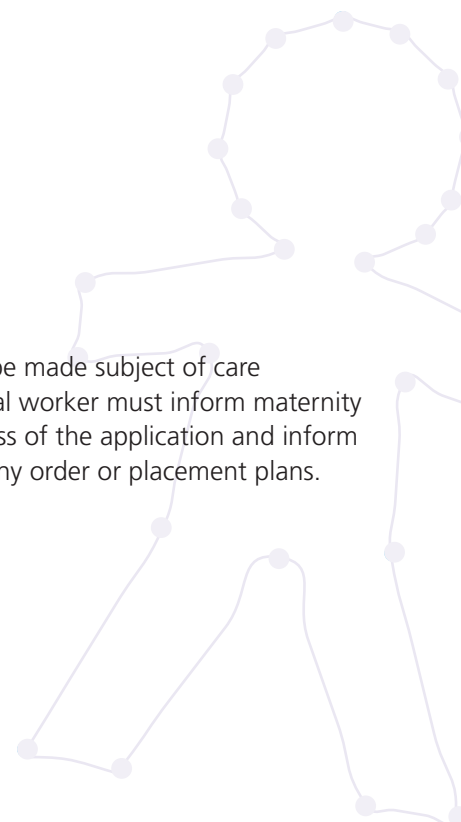 be made subject of care
al worker must inform maternity
ss of the application and inform
ny order or placement plans.